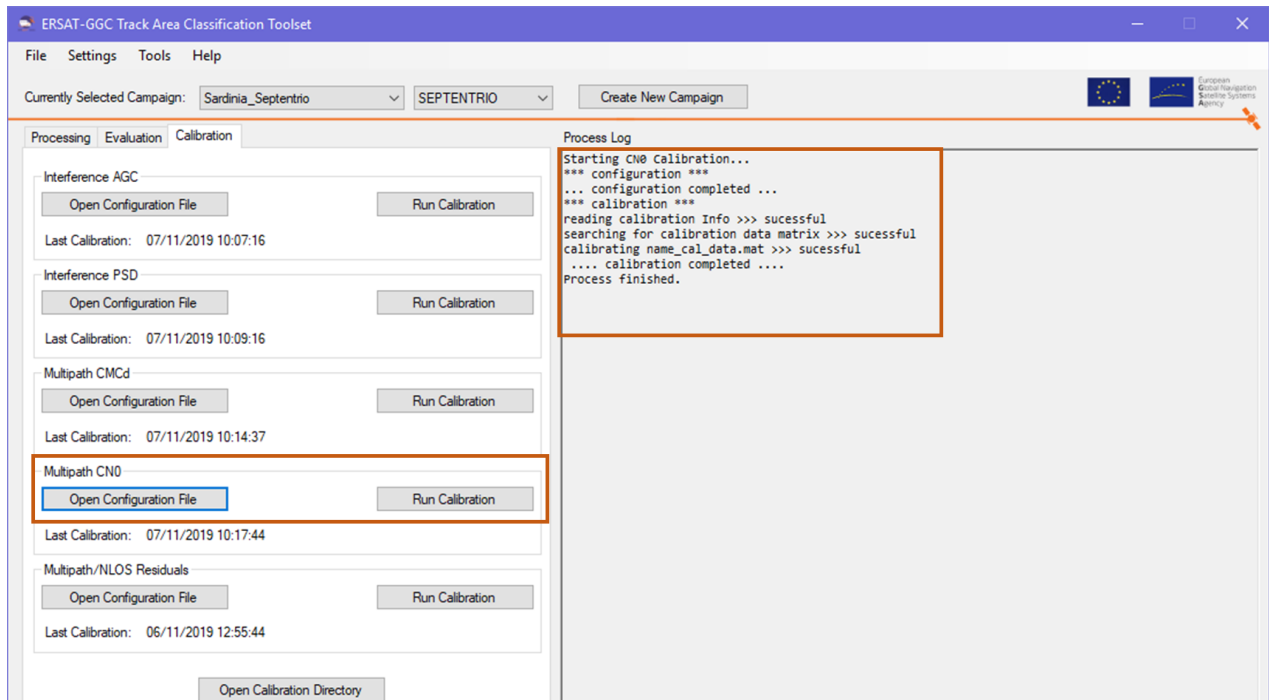 ERSAT-GGC Track Area Classification Toolset
File Settings Tools Help
Currently Selected Campaign: Sardinia_Septentrio SEPTENTRIO Create New Campaign
European
Global Navigation
Satellite Systems
Agency
Processing Evaluation Calibration
Interference AGC
Open Configuration File Run Calibration
Last Calibration: 07/11/2019 10:07:16
Interference PSD
Open Configuration File Run Calibration
Last Calibration: 07/11/2019 10:09:16
Multipath CMCd
Open Configuration File Run Calibration
Last Calibration: 07/11/2019 10:14:37
Multipath CN0
Open Configuration File Run Calibration
Last Calibration: 07/11/2019 10:17:44
Multipath/NLOS Residuals
Open Configuration File Run Calibration
Last Calibration: 06/11/2019 12:55:44
Open Calibration Directory
Process Log
Starting CN0 Calibration...
*** configuration ***
... configuration completed ...
*** calibration ***
reading calibration Info >>> sucessful
searching for calibration data matrix >>> sucessful
calibrating name_cal_data.mat >>> sucessful
.... calibration completed ....
Process finished.